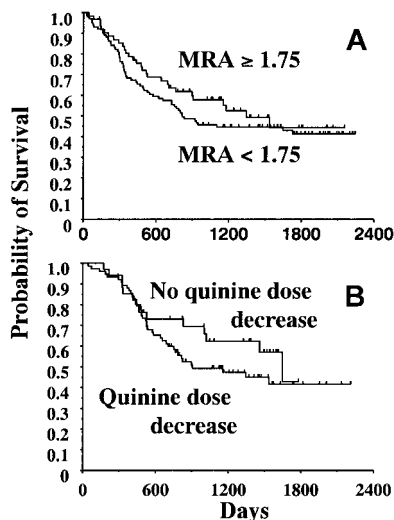 A
1.0
0.9
0.8
0.7
0.6
0.5
0.4
0.3
0.2
0.1
0
MRA ≥ 1.75
MRA < 1.75
0 600 1200 1800 2400
Probability of Survival
B
1.0
0.9
0.8
0.7
0.6
0.5
0.4
0.3
0.2
0.1
0
No quinine dose
decrease
Quinine dose
decrease
0 600 1200 1800 2400
Days